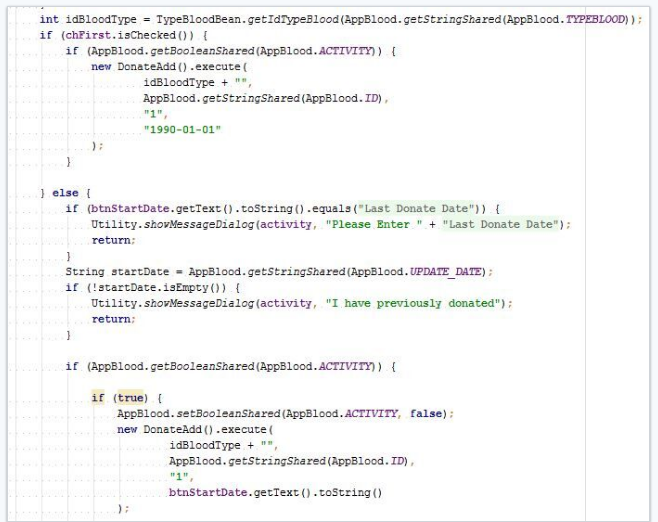 int idBloodType = TypeBloodBean.getIdTypeBlood(AppBlood.getStringShared(AppBlood.TYPEBLOOD));
if (chFirst.isChecked()) {
if (AppBlood.getBooleanShared(AppBlood.ACTIVITY)) {
new DonateAdd().execute(
idBloodType + "",
AppBlood.getStringShared(AppBlood.ID),
"1",
"1990-01-01"
);
}
} else {
if (btnStartDate.getText().toString().equals("Last Donate Date")) {
Utility.showMessageDialog(activity, "Please Enter " + "Last Donate Date");
return;
}
String startDate = AppBlood.getStringShared(AppBlood.UPDATE_DATE);
if (!startDate.isEmpty()) {
Utility.showMessageDialog(activity, "I have previously donated");
return;
}
if (AppBlood.getBooleanShared(AppBlood.ACTIVITY)) {
if (true) {
AppBlood.setBooleanShared(AppBlood.ACTIVITY, false);
new DonateAdd().execute(
idBloodType + "",
AppBlood.getStringShared(AppBlood.ID),
"1",
btnStartDate.getText().toString()
);